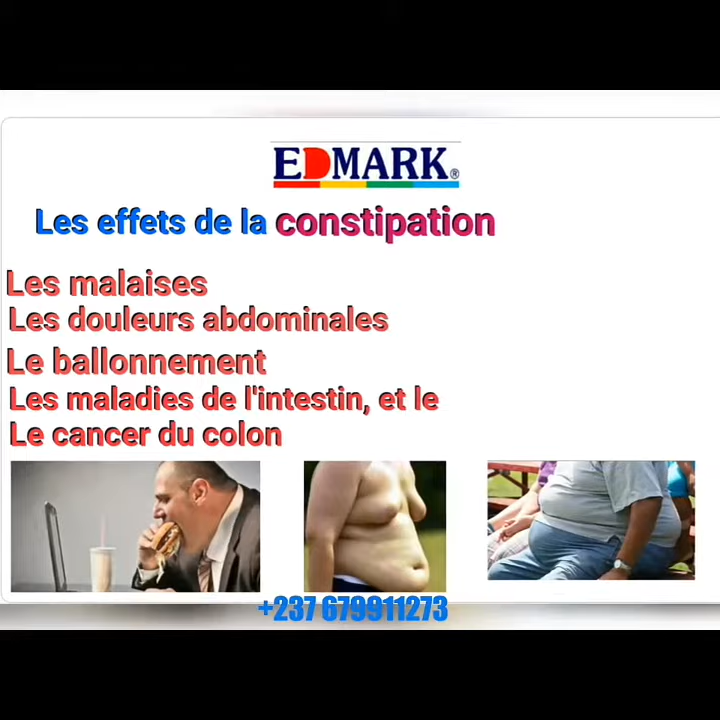 EDMARK®
Les effets de la constipation
Les malaises
Les douleurs abdominales
Le ballonnement
Les maladies de l'intestin, et le
Le cancer du colon
+237 679911273